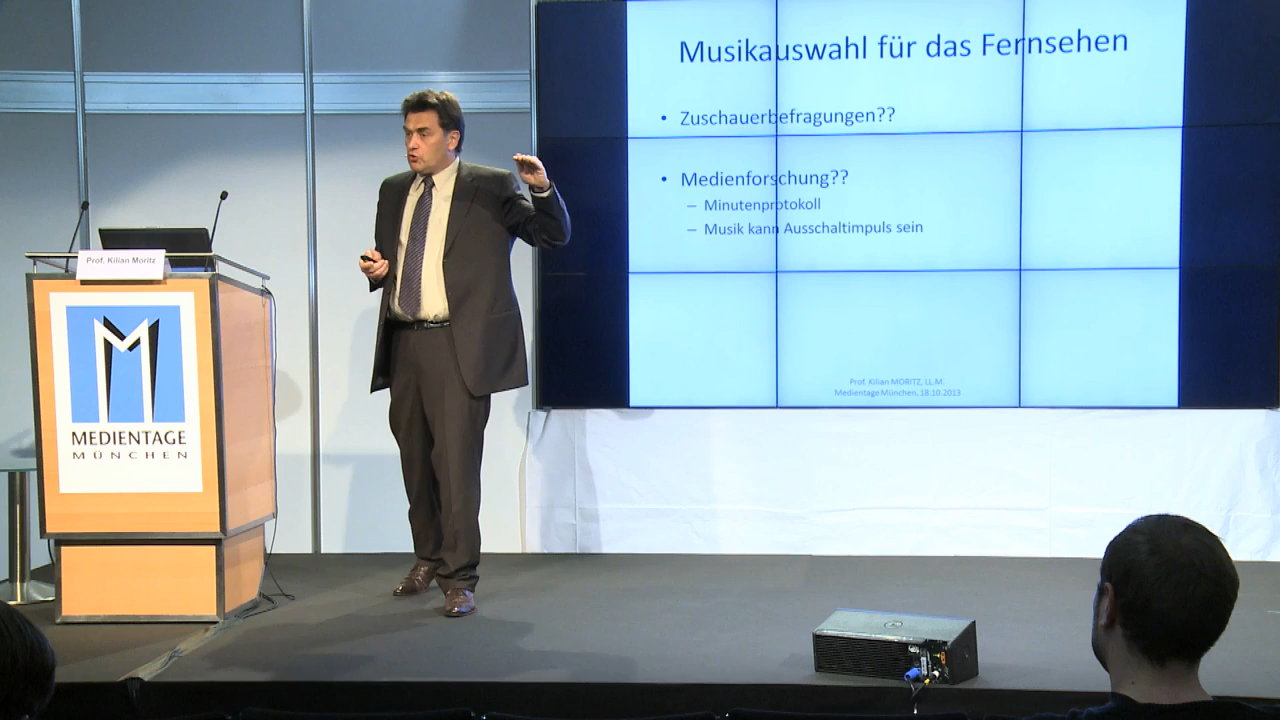 Musikauswahl für das Fernsehen
• Zuschauerbefragungen??
• Medienforschung??
– Minutenprotokoll
– Musik kann Ausschaltimpuls sein
Prof. Kilian MORITZ, LL.M.
Medientage München, 18.10.2013
Prof. Kilian Moritz
M
MEDIENTAGE
MÜNCHEN